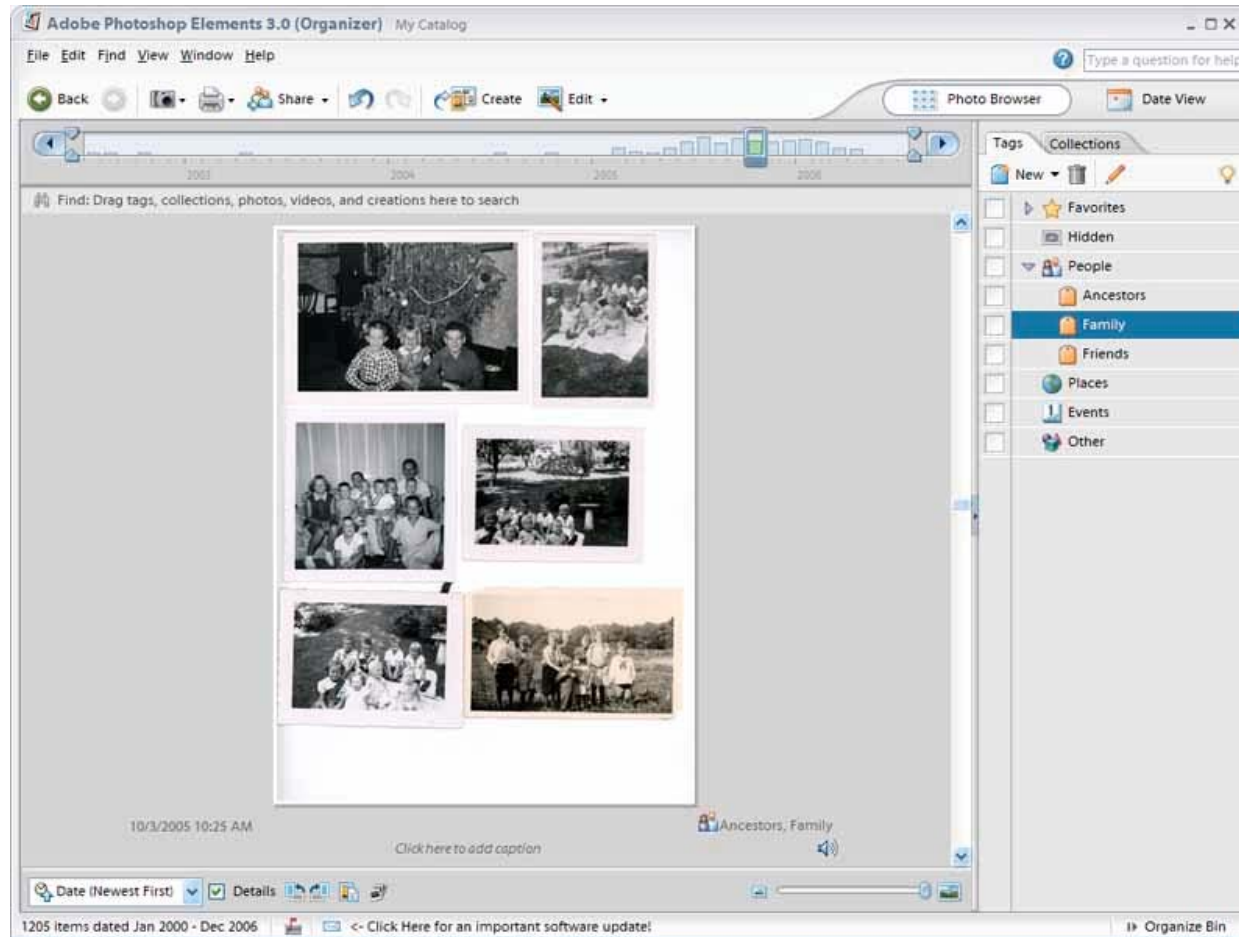 Adobe Photoshop Elements 3.0 (Organizer) My Catalog
File Edit Find View Window Help
Type a question for help
Back Share Create Edit Photo Browser Date View
2003 2004 2005 2006
Tags Collections
New
Find: Drag tags, collections, photos, videos, and creations here to search
Favorites
Hidden
People
Ancestors
Family
Friends
Places
Events
Other
10/3/2005 10:25 AM
Ancestors, Family
Click here to add caption
Date (Newest First) Details
1205 items dated Jan 2000 - Dec 2006 <- Click Here for an important software update! Organize Bin